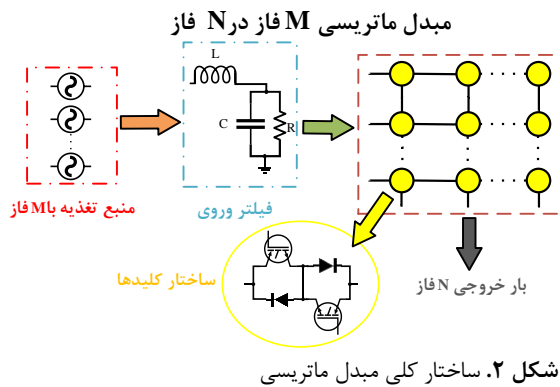 مبدل ماتریسی M فاز در N فاز
L
C
R
منبع تغذیه با M فاز
فیلتر وروی
ساختار کلیدها
بار خروجی N فاز
شکل ۲. ساختار کلی مبدل ماتریسی